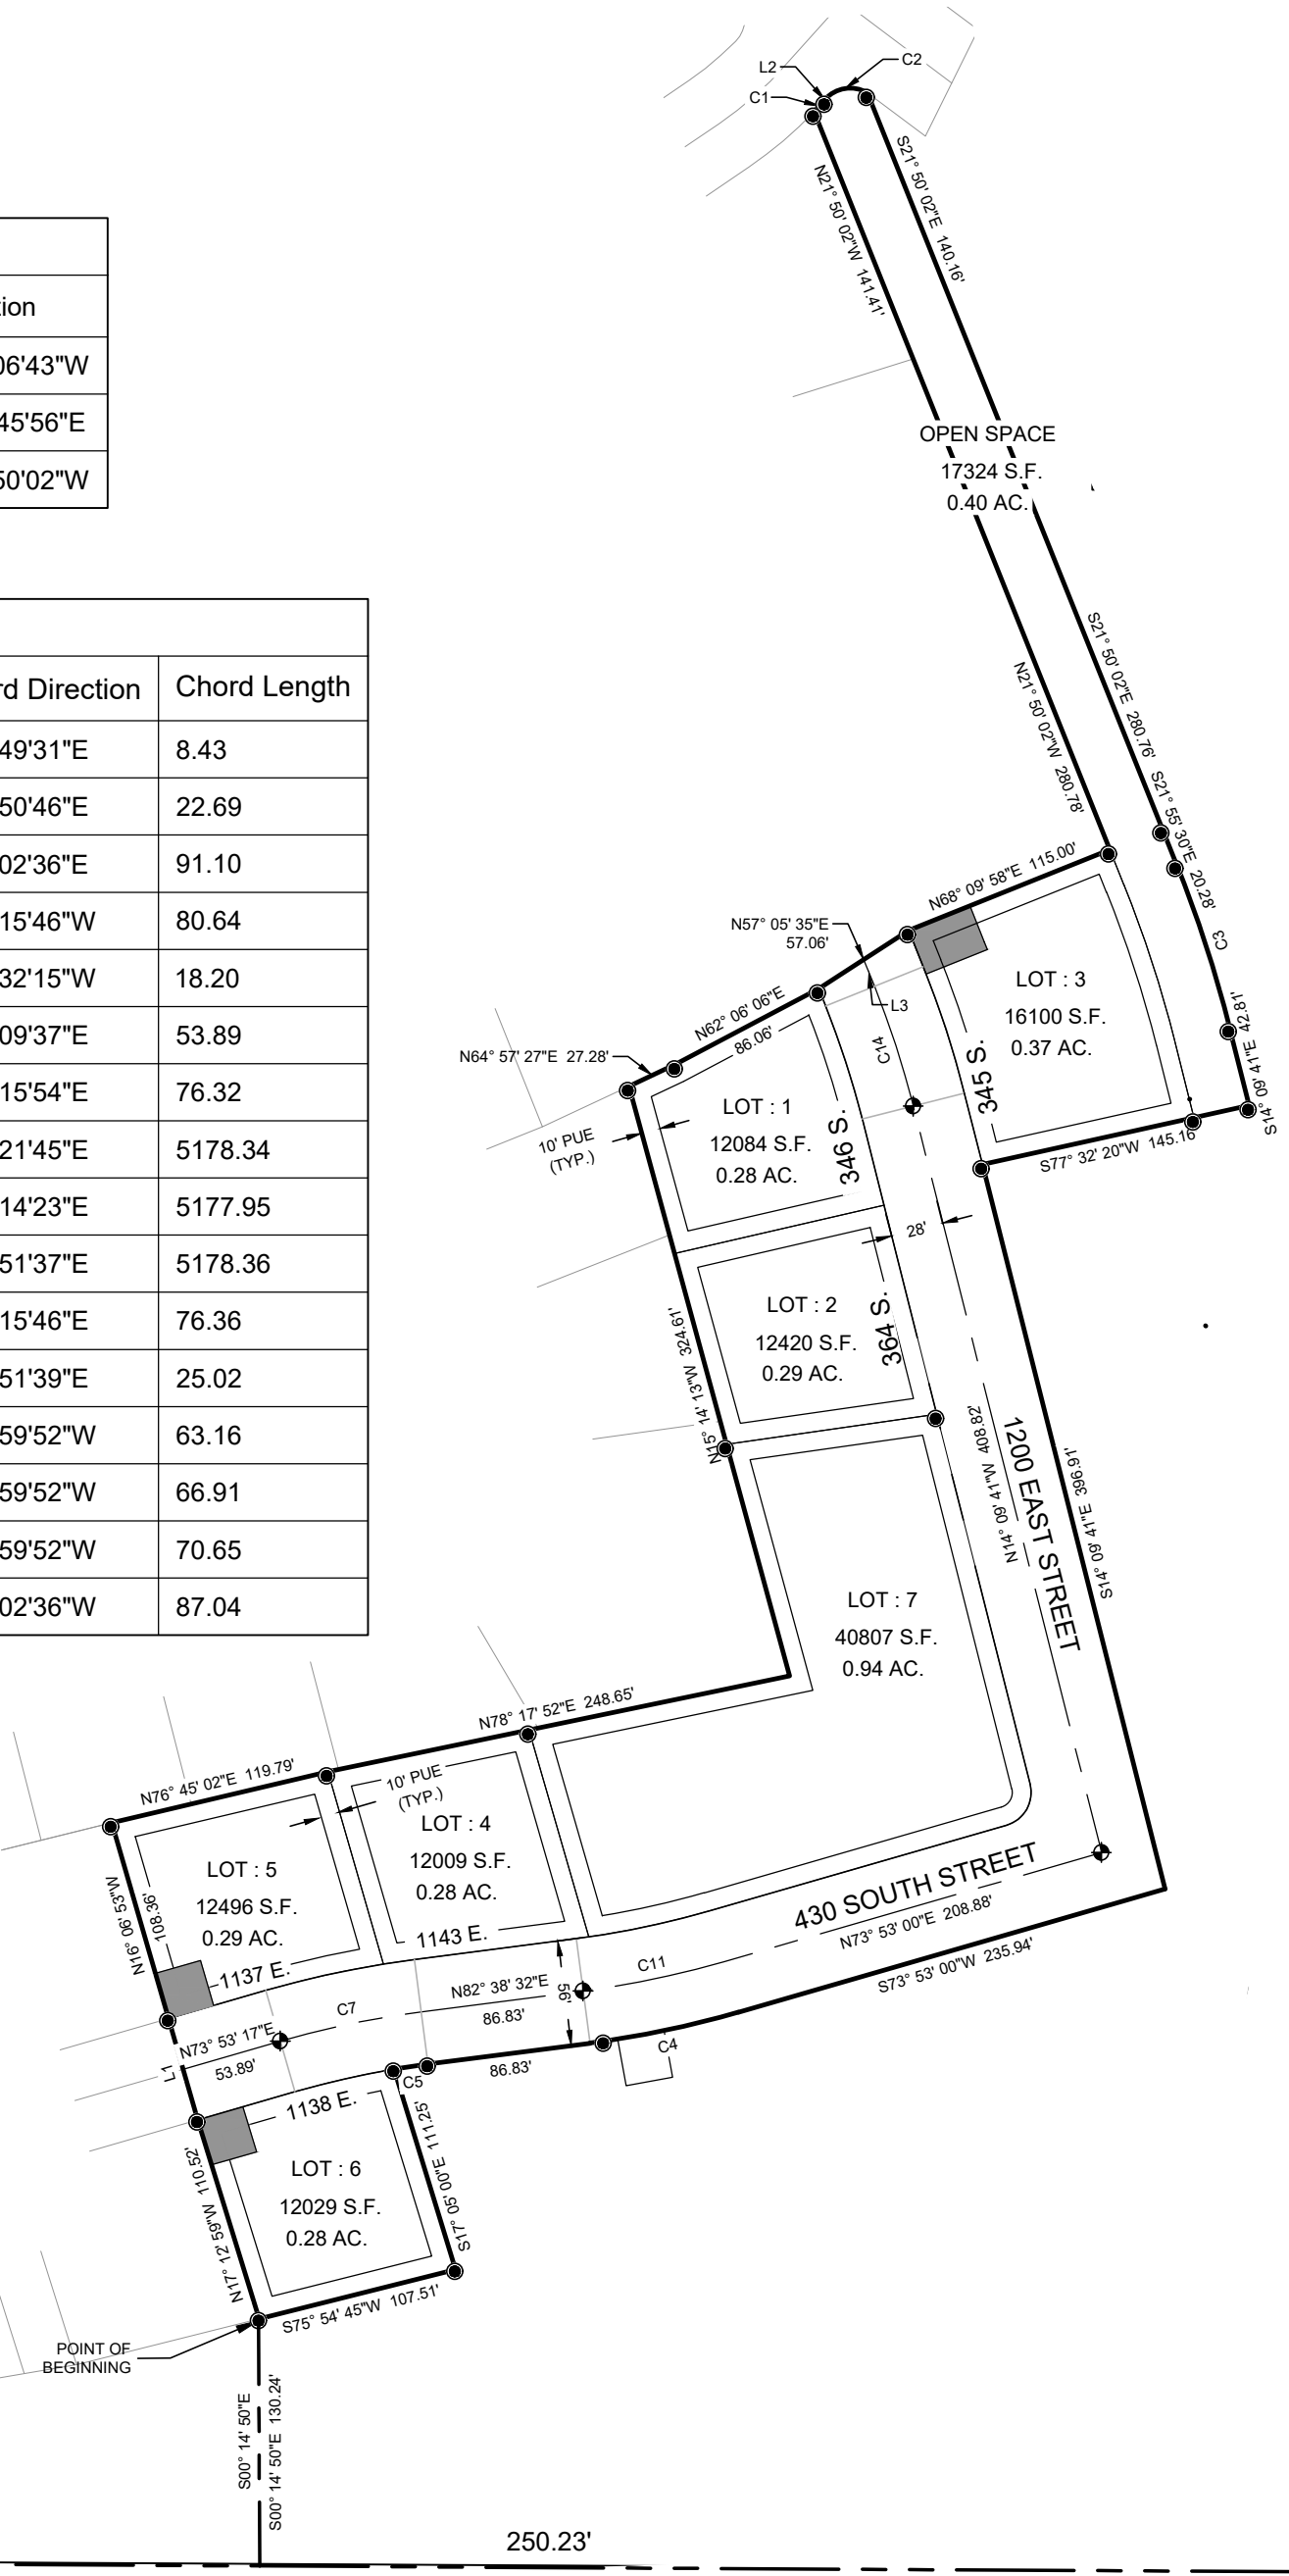 L2
C2
C1
S21° 50' 02"E 140.16'
N21° 50' 02"W 141.41'
tion
06'43"W
45'56"E
50'02"W
OPEN SPACE
17324 S.F.
0.40 AC.
rd Direction Chord Length
49'31"E 8.43
50'46"E 22.69
02'36"E 91.10
15'46"W 80.64
32'15"W 18.20
09'37"E 53.89
15'54"E 76.32
21'45"E 5178.34
14'23"E 5177.95
51'37"E 5178.36
15'46"E 76.36
51'39"E 25.02
59'52"W 63.16
59'52"W 66.91
59'52"W 70.65
02'36"W 87.04
S21° 50' 02"E 280.76'
N21° 50' 02"W 280.78'
S21° 55' 30"E 20.28'
C3
S14° 09' 41"E 42.81'
N68° 09' 58"E 115.00'
N57° 05' 35"E
57.06'
L3
C14
LOT : 3
16100 S.F.
0.37 AC.
345 S.
S77° 32' 20"W 145.16'
N62° 06' 06"E
86.06'
N64° 57' 27"E 27.28'
10' PUE
(TYP.)
LOT : 1
12084 S.F.
0.28 AC.
346 S.
28'
LOT : 2
12420 S.F.
0.29 AC.
364 S.
N15° 14' 13"W 324.61'
1200 EAST STREET
N14° 09' 41"W 408.82'
S14° 09' 41"E 396.91'
LOT : 7
40807 S.F.
0.94 AC.
N78° 17' 52"E 248.65'
N76° 45' 02"E 119.79'
10' PUE
(TYP.)
LOT : 4
12009 S.F.
0.28 AC.
1143 E.
LOT : 5
12496 S.F.
0.29 AC.
1137 E.
N16° 06' 53"W
108.36'
430 SOUTH STREET
N73° 53' 00"E 208.88'
S73° 53' 00"W 235.94'
C11
56'
N82° 38' 32"E
86.83'
C7
N73° 53' 17"E
53.89'
L1
86.83'
C4
C5
1138 E.
LOT : 6
12029 S.F.
0.28 AC.
S17° 05' 00"E 111.25'
N17° 12' 59"W 110.52'
S75° 54' 45"W 107.51'
POINT OF
BEGINNING
S00° 14' 50"E
S00° 14' 50"E 130.24'
250.23'